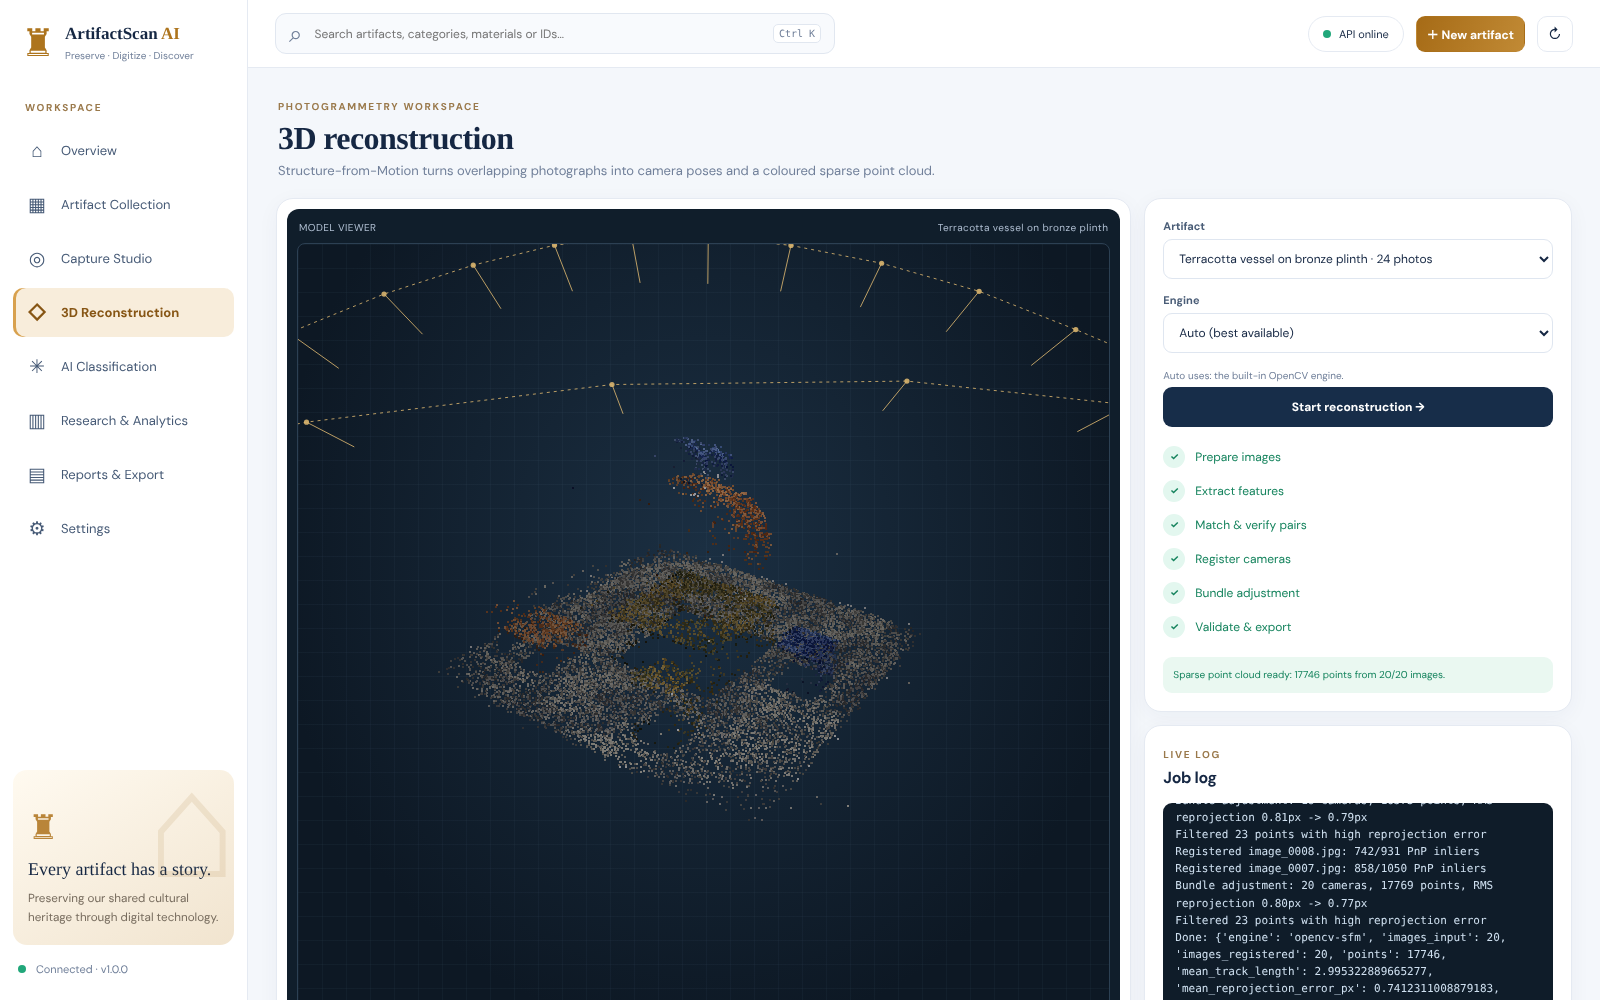 ArtifactScan AI
Preserve · Digitize · Discover
WORKSPACE
Overview
Artifact Collection
Capture Studio
3D Reconstruction
AI Classification
Research & Analytics
Reports & Export
Settings
Every artifact has a story.
Preserving our shared cultural
heritage through digital technology.
Connected · v1.0.0
Search artifacts, categories, materials or IDs...
Ctrl K
API online
+ New artifact
PHOTOGRAMMETRY WORKSPACE
3D reconstruction
Structure-from-Motion turns overlapping photographs into camera poses and a coloured sparse point cloud.
MODEL VIEWER
Terracotta vessel on bronze plinth
Artifact
Terracotta vessel on bronze plinth · 24 photos
Engine
Auto (best available)
Auto uses: the built-in OpenCV engine.
Start reconstruction →
Prepare images
Extract features
Match & verify pairs
Register cameras
Bundle adjustment
Validate & export
Sparse point cloud ready: 17746 points from 20/20 images.
LIVE LOG
Job log
reprojection 0.81px -> 0.79px
Filtered 23 points with high reprojection error
Registered image_0008.jpg: 742/931 PnP inliers
Registered image_0007.jpg: 858/1050 PnP inliers
Bundle adjustment: 20 cameras, 17769 points, RMS
reprojection 0.80px -> 0.77px
Filtered 23 points with high reprojection error
Done: {'engine': 'opencv-sfm', 'images_input': 20,
'images_registered': 20, 'points': 17746,
'mean_track_length': 2.995322889665277,
'mean_reprojection_error_px': 0.7412311008879183,